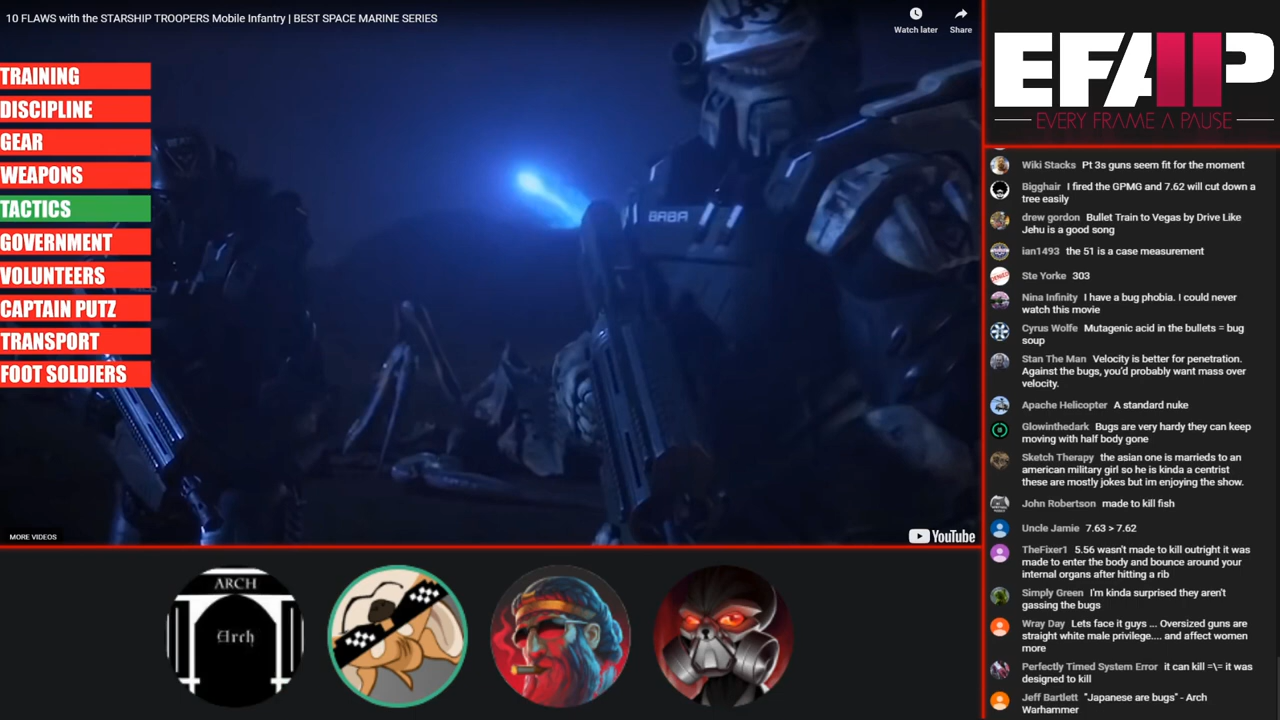 10 FLAWS with the STARSHIP TROOPERS Mobile Infantry | BEST SPACE MARINE SERIES
Watch later
Share
TRAINING
DISCIPLINE
GEAR
WEAPONS
TACTICS
GOVERNMENT
VOLUNTEERS
CAPTAIN PUTZ
TRANSPORT
FOOT SOLDIERS
BABA
MORE VIDEOS
YouTube
EFAP
EVERY FRAME A PAUSE
Wiki Stacks Pt 3s guns seem fit for the moment
Bigghair I fired the GPMG and 7.62 will cut down a
tree easily
drew gordon Bullet Train to Vegas by Drive Like
Jehu is a good song
ian1493 the 51 is a case measurement
Ste Yorke 303
Nina Infinity I have a bug phobia. I could never
watch this movie
Cyrus Wolfe Mutagenic acid in the bullets = bug
soup
Stan The Man Velocity is better for penetration.
Against the bugs, you'd probably want mass over
velocity.
Apache Helicopter A standard nuke
Glowinthedark Bugs are very hardy they can keep
moving with half body gone
Sketch Therapy the asian one is marrieds to an
american military girl so he is kinda a centrist
these are mostly jokes but im enjoying the show.
John Robertson made to kill fish
Uncle Jamie 7.63 > 7.62
TheFixer1 5.56 wasn't made to kill outright it was
made to enter the body and bounce around your
internal organs after hitting a rib
Simply Green I'm kinda surprised they aren't
gassing the bugs
Wray Day Lets face it guys ... Oversized guns are
straight white male privilege.... and affect women
more
Perfectly Timed System Error it can kill =\= it was
designed to kill
Jeff Bartlett "Japanese are bugs" - Arch
Warhammer
ARCH
Arch